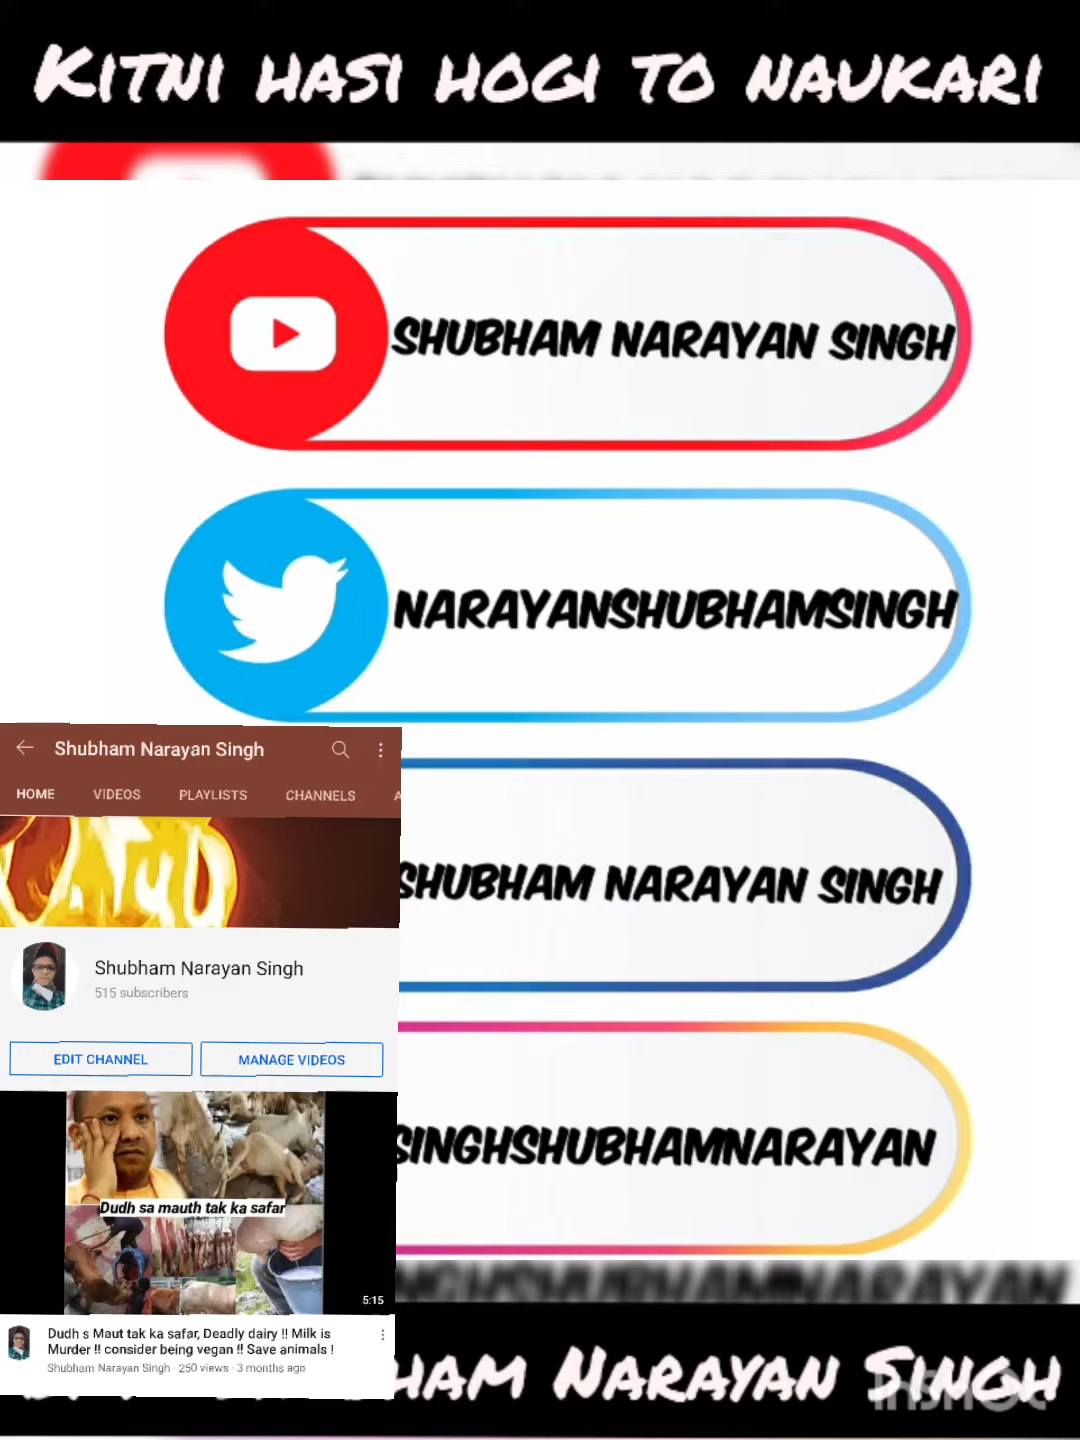 KITNI HASI HOGI TO NAUKARI
SHUBHAM NARAYAN SINGH
NARAYANSHUBHAMSINGH
Shubham Narayan Singh
HOME VIDEOS PLAYLISTS CHANNELS A
SHUBHAM NARAYAN SINGH
Shubham Narayan Singh
515 subscribers
EDIT CHANNEL MANAGE VIDEOS
SINGHSHUBHAMNARAYAN
Dudh sa mauth tak ka safar
NGHSHUBHAMNARAYAN
5:15
Dudh s Maut tak ka safar, Deadly dairy !! Milk is
Murder !! consider being vegan !! Save animals !
Shubham Narayan Singh · 250 views · 3 months ago
HAM NARAYAN SINGH
InShOt